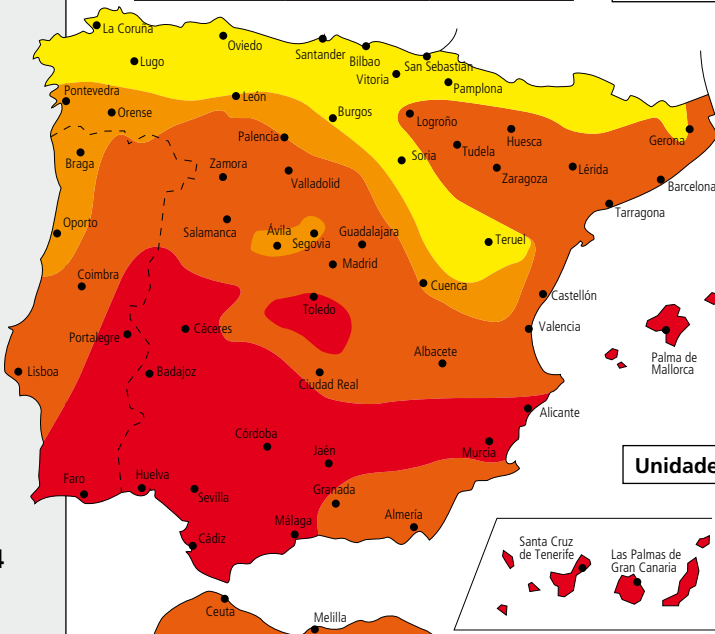 La Coruña
Oviedo
Santander
Bilbao
San Sebastián
Lugo
Vitoria
Pamplona
Pontevedra
León
Orense
Burgos
Logroño
Huesca
Gerona
Palencia
Braga
Zamora
Soria
Tudela
Valladolid
Zaragoza
Lérida
Barcelona
Tarragona
Oporto
Salamanca
Ávila
Segovia
Guadalajara
Teruel
Madrid
Coimbra
Cuenca
Castellón
Toledo
Valencia
Portalegre
Cáceres
Albacete
Palma de
Mallorca
Lisboa
Badajoz
Ciudad Real
Alicante
Córdoba
Jaén
Murcia
Unidade
Faro
Huelva
Sevilla
Granada
Málaga
Almería
Cádiz
Santa Cruz
de Tenerife
Las Palmas de
Gran Canaria
Ceuta
Melilla